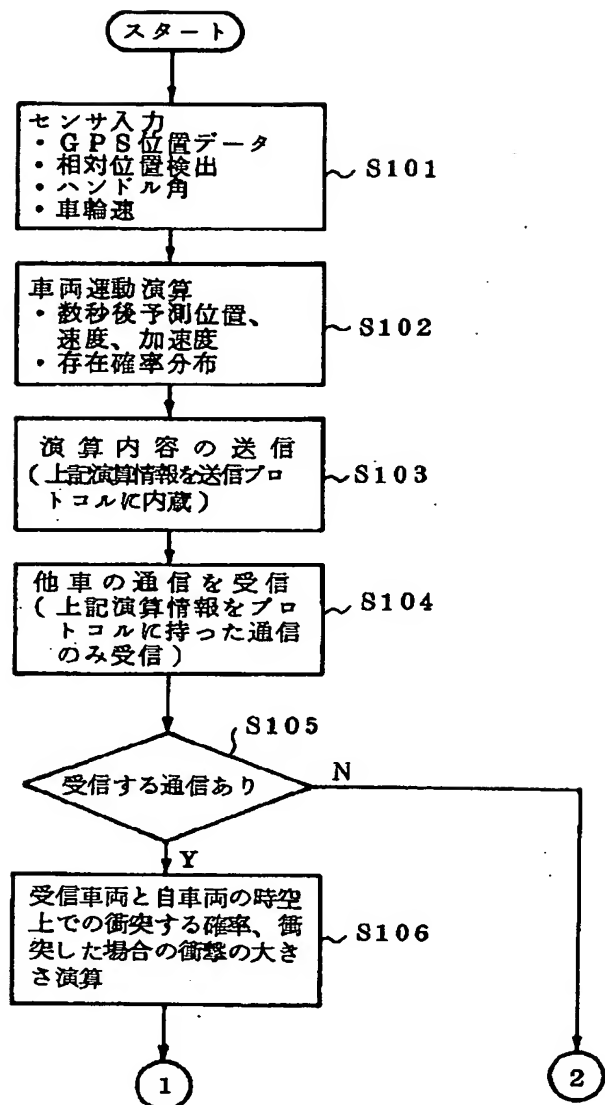 スタート
センサ入力
・GPS位置データ
・相対位置検出
・ハンドル角
・車輪速
S101
車両運動演算
・数秒後予測位置、
速度、加速度
・存在確率分布
S102
演算内容の送信
(上記演算情報を送信プロ
トコルに内蔵)
S103
他車の通信を受信
(上記演算情報をプロ
トコルに持った通信
のみ受信)
S104
S105
受信する通信あり
N
Y
受信車両と自車両の時空
上での衝突する確率、衝
突した場合の衝撃の大き
さ演算
S106
1
2